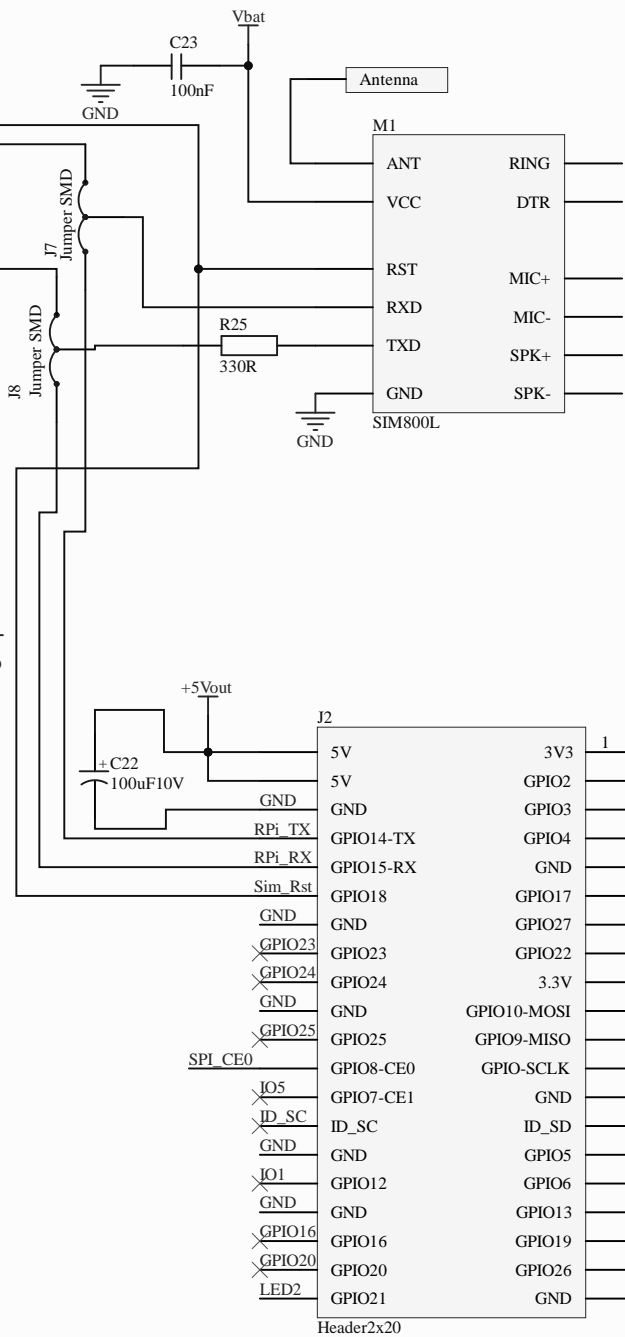 Vbat
C23
100nF
GND
Antenna
M1
ANT
RING
VCC
DTR
RST
MIC+
RXD
MIC-
TXD
SPK+
GND
SPK-
SIM800L
J7
Jumper SMD
J8
Jumper SMD
R25
330R
GND
+5Vout
J2
+
C22
100uF10V
1
5V
3V3
5V
GPIO2
GND
GND
GPIO3
RPi_TX
GPIO14-TX
GPIO4
RPi_RX
GPIO15-RX
GND
Sim_Rst
GPIO18
GPIO17
GND
GND
GPIO27
GPIO23
GPIO23
GPIO22
GPIO24
GPIO24
3.3V
GND
GND
GPIO10-MOSI
GPIO25
GPIO25
GPIO9-MISO
SPI_CE0
GPIO8-CE0
GPIO-SCLK
IO5
GPIO7-CE1
GND
ID_SC
ID_SC
ID_SD
GND
GND
GPIO5
IO1
GPIO12
GPIO6
GND
GND
GPIO13
GPIO16
GPIO16
GPIO19
GPIO20
GPIO20
GPIO26
LED2
GPIO21
GND
Header2x20